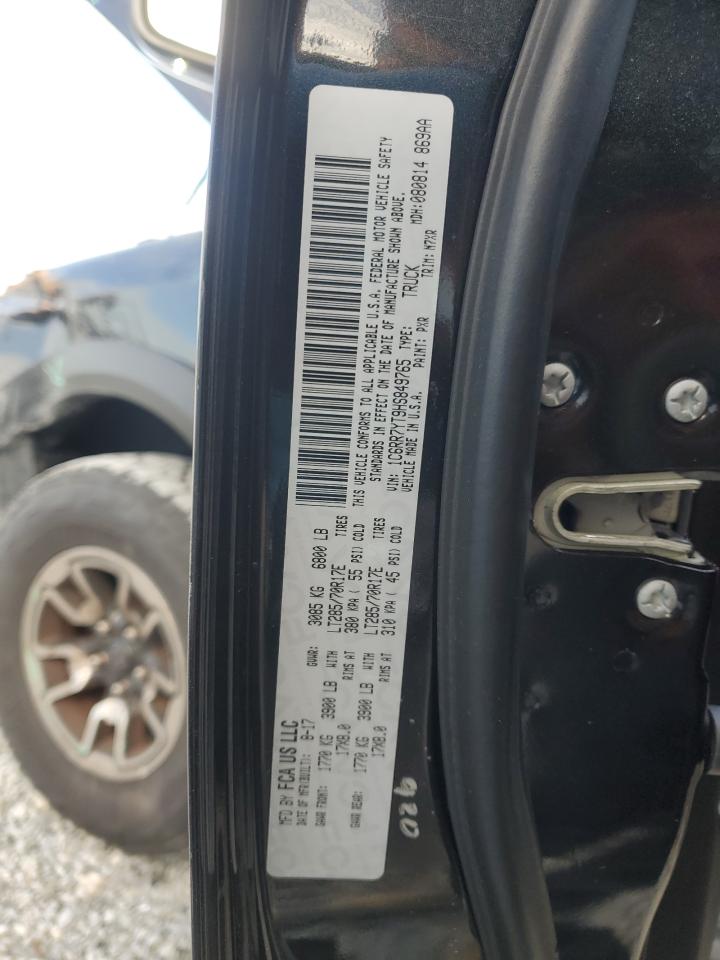 MFD BY FCA US LLC
DATE OF MFR(BUILT): 8-17 GVWR: 3085 KG 6800 LB
GAWR FRONT: 1770 KG 3900 LB WITH LT285/70R17E TIRES
17X8.0 RIMS AT 380 KPA ( 55 PSI) COLD
GAWR REAR: 1770 KG 3900 LB WITH LT285/70R17E TIRES
17X8.0 RIMS AT 310 KPA ( 45 PSI) COLD
THIS VEHICLE CONFORMS TO ALL APPLICABLE U.S.A. FEDERAL MOTOR VEHICLE SAFETY
STANDARDS IN EFFECT ON THE DATE OF MANUFACTURE SHOWN ABOVE.
VIN: 1C6RR7YT9HS849765 TYPE: TRUCK MDH:080814 869AA
VEHICLE MADE IN U.S.A. PAINT: PXR TRIM: N7XR
026